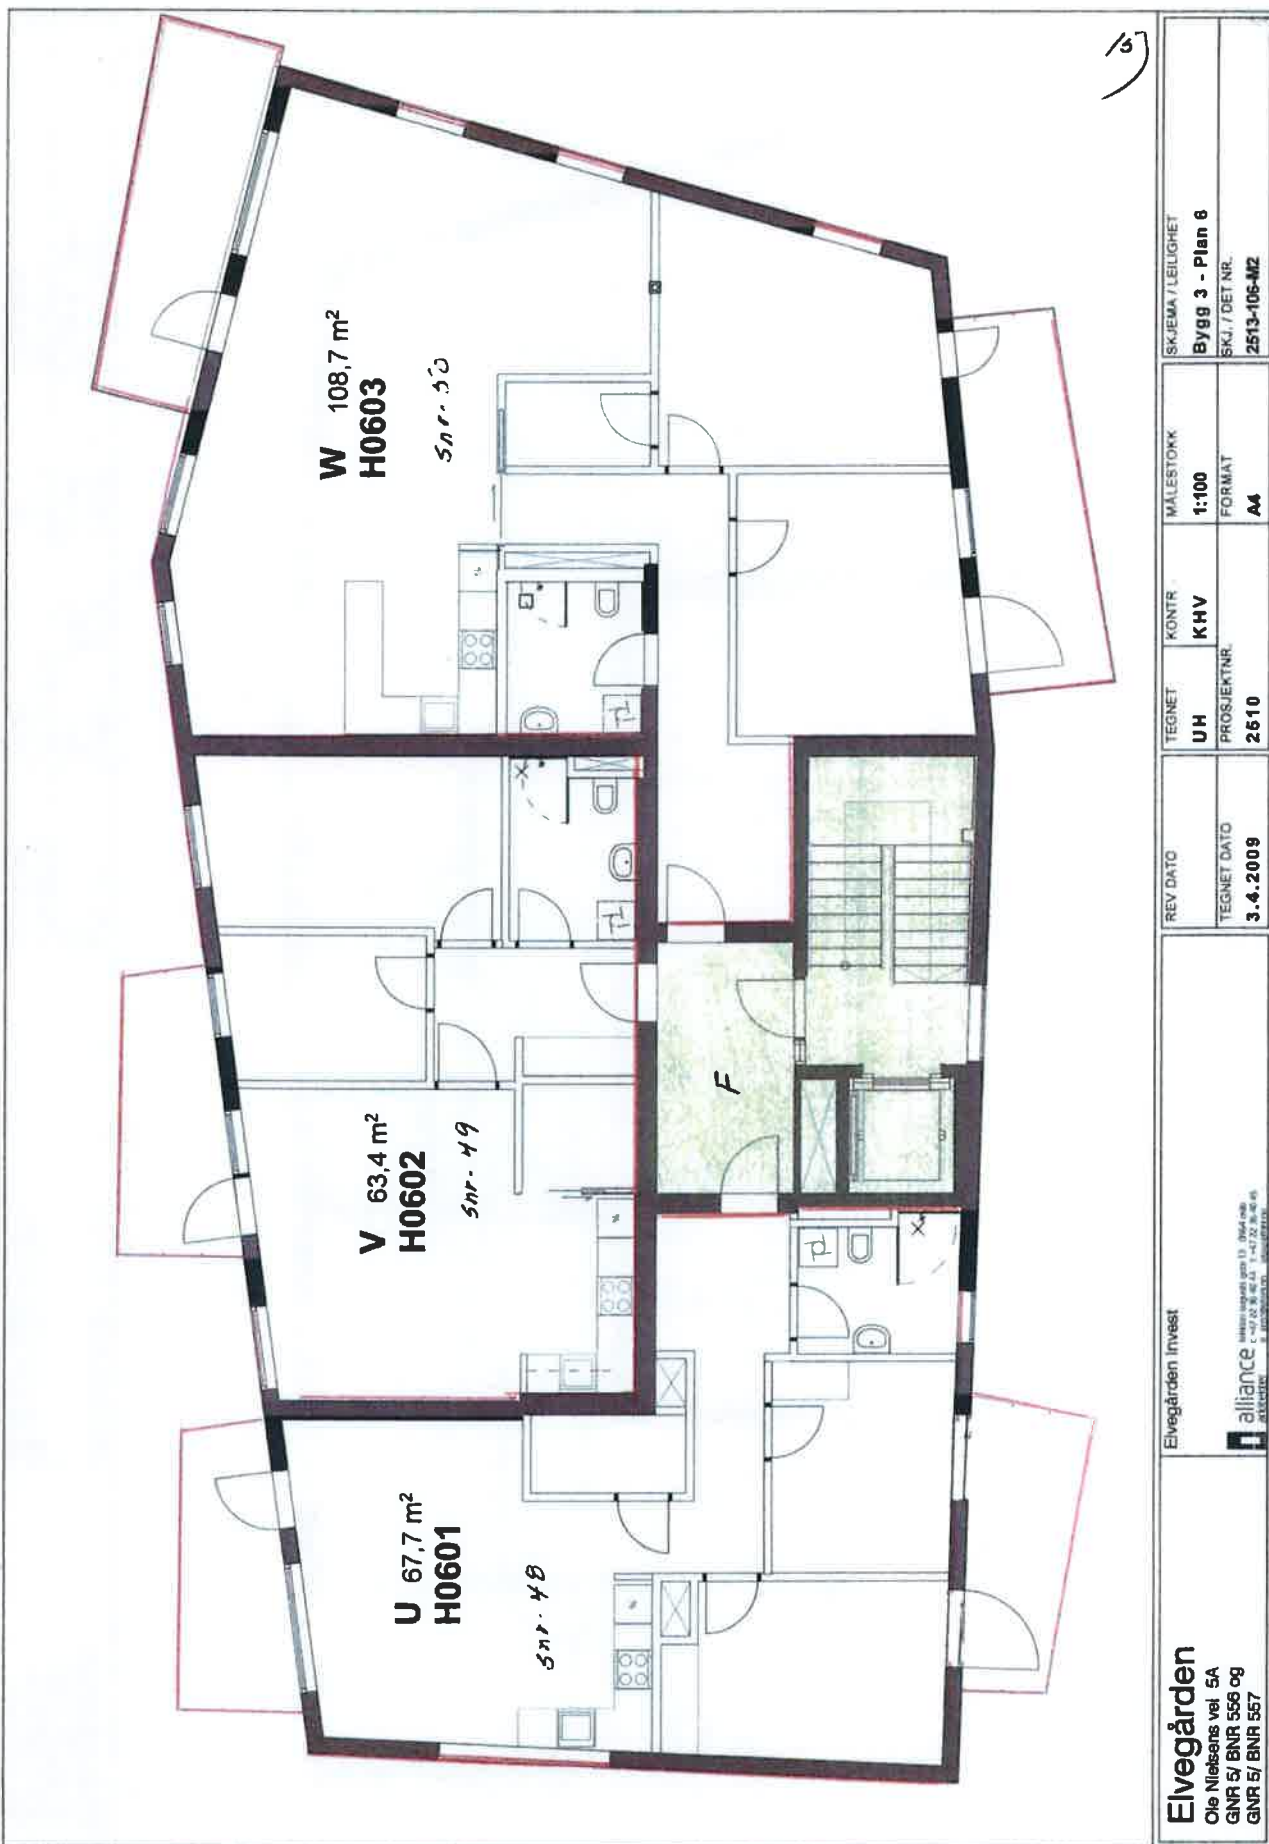 15)
W 108,7 m²
H0603
snr. 50
V 63,4 m²
H0602
snr. 49
U 67,7 m²
H0601
snr. 48
F
Elvegården
Ole Nielsens vei 5A
GNR 5/ BNR 556 og
GNR 5/ BNR 557
Elvegården Invest
alliance
arkitekter
REV DATO
TEGNET DATO
3.4.2009
TEGNET
UH
KONTR
KHV
PROSJEKTNR.
2510
MÅLESTOKK
1:100
FORMAT
A4
SKJEMA / LEILIGHET
Bygg 3 - Plan 6
SKJ. / DET NR.
2513-106-M2